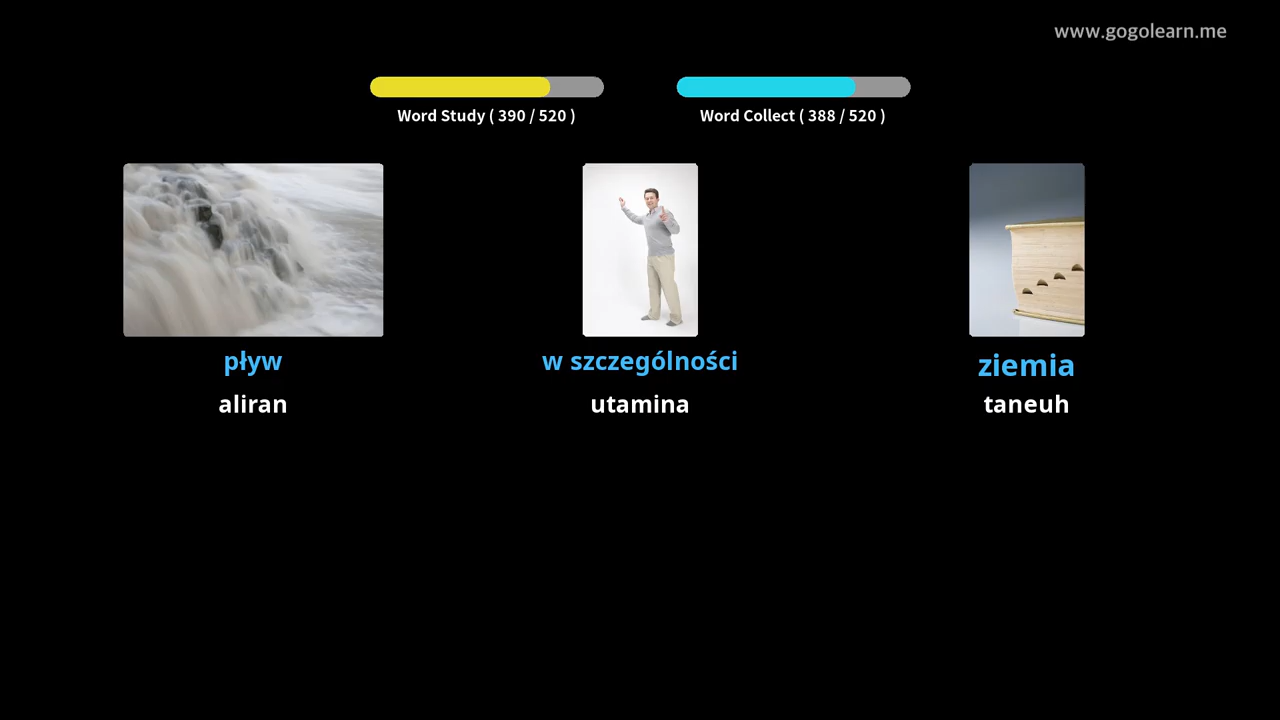 www.gogolearn.me
Word Study ( 390 / 520 )
Word Collect ( 388 / 520 )
pływ
w szczególności
ziemia
aliran
utamina
taneuh